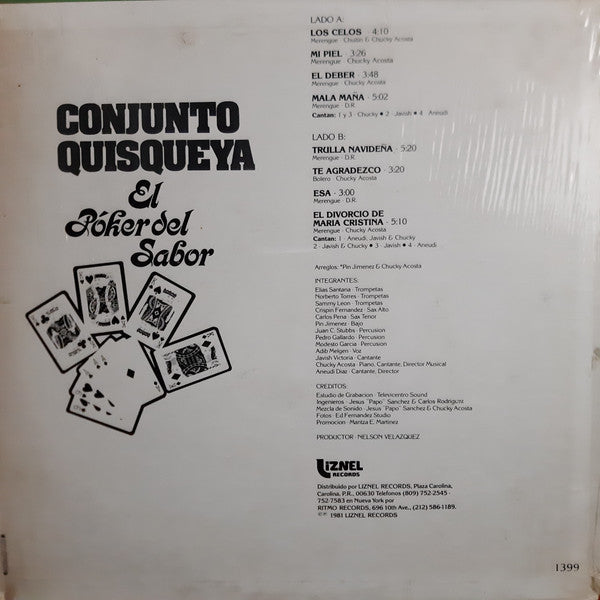 CONJUNTO
QUISQUEYA
El
Póker del
Sabor
LADO A:
LOS CELOS · 4:10
Merengue · Chuitin & Chucky Acosta
MI PIEL · 3:26
Merengue · Chucky Acosta
EL DEBER · 3:48
Merengue · Chucky Acosta
MALA MAÑA · 5:02
Merengue · D.R.
Cantan: 1 y 3 · Chucky • 2 · Javish • 4 · Aneudi
LADO B:
TRULLA NAVIDEÑA · 5:20
Merengue · D.R.
TE AGRADEZCO · 3:20
Bolero · Chucky Acosta
ESA · 3:00
Merengue · D.R.
EL DIVORCIO DE
MARIA CRISTINA · 5:10
Merengue · Chucky Acosta
Cantan: 1 · Aneudi, Javish & Chucky
2 · Javish & Chucky • 3 · Javish • 4 · Aneudi
Arreglos: *Pin Jimenez & Chucky Acosta
INTEGRANTES:
Elias Santana · Trompetas
Norberto Torres · Trompetas
Sammy Leon · Trompetas
Crispin Fernandez · Sax Alto
Carlos Pena · Sax Tenor
Pin Jimenez · Bajo
Juan C. Stubbs · Percusion
Pedro Gallardo · Percusion
Modesto Garcia · Percusion
Adib Melgen · Voz
Javish Victoria · Cantante
Chucky Acosta · Piano, Cantante, Director Musical
Aneudi Diaz · Cantante, Director
CREDITOS:
Estudio de Grabacion · Telexcentro Sound
Ingenieros · Jesus "Papo" Sanchez & Carlos Rodrigunt
Mezcla de Sonido · Jesus "Papo" Sanchez & Chucky Acosta
Fotos · Ed Fernandez Studio
Promocion · Maritza E. Martinez
PRODUCTOR · NELSON VELAZQUEZ
LIZNEL
RECORDS
Distribuido por LIZNEL RECORDS, Plaza Carolina,
Carolina, P.R., 00630 Telefonos (809) 752-2545 ·
752-7583 en Nueva York por
RITMO RECORDS, 696 10th Ave., (212) 586-1189.
© ℗ 1981 LIZNEL RECORDS
1399